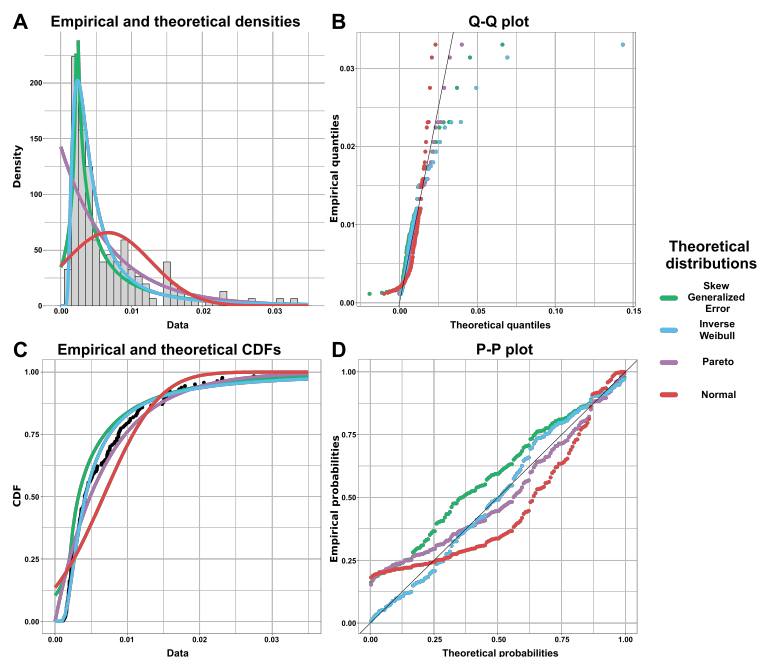 A Empirical and theoretical densities
200
150
100
50
0
Density
0.00 0.01 0.02 0.03
Data
B Q-Q plot
0.03
0.02
0.01
0.00
Empirical quantiles
0.00 0.05 0.10 0.15
Theoretical quantiles
C Empirical and theoretical CDFs
1.00
0.75
0.50
0.25
0.00
CDF
0.00 0.01 0.02 0.03
Data
D P-P plot
1.00
0.75
0.50
0.25
0.00
Empirical probabilities
0.00 0.25 0.50 0.75 1.00
Theoretical probabilities
Theoretical
distributions
Skew
Generalized
Error
Inverse
Weibull
Pareto
Normal